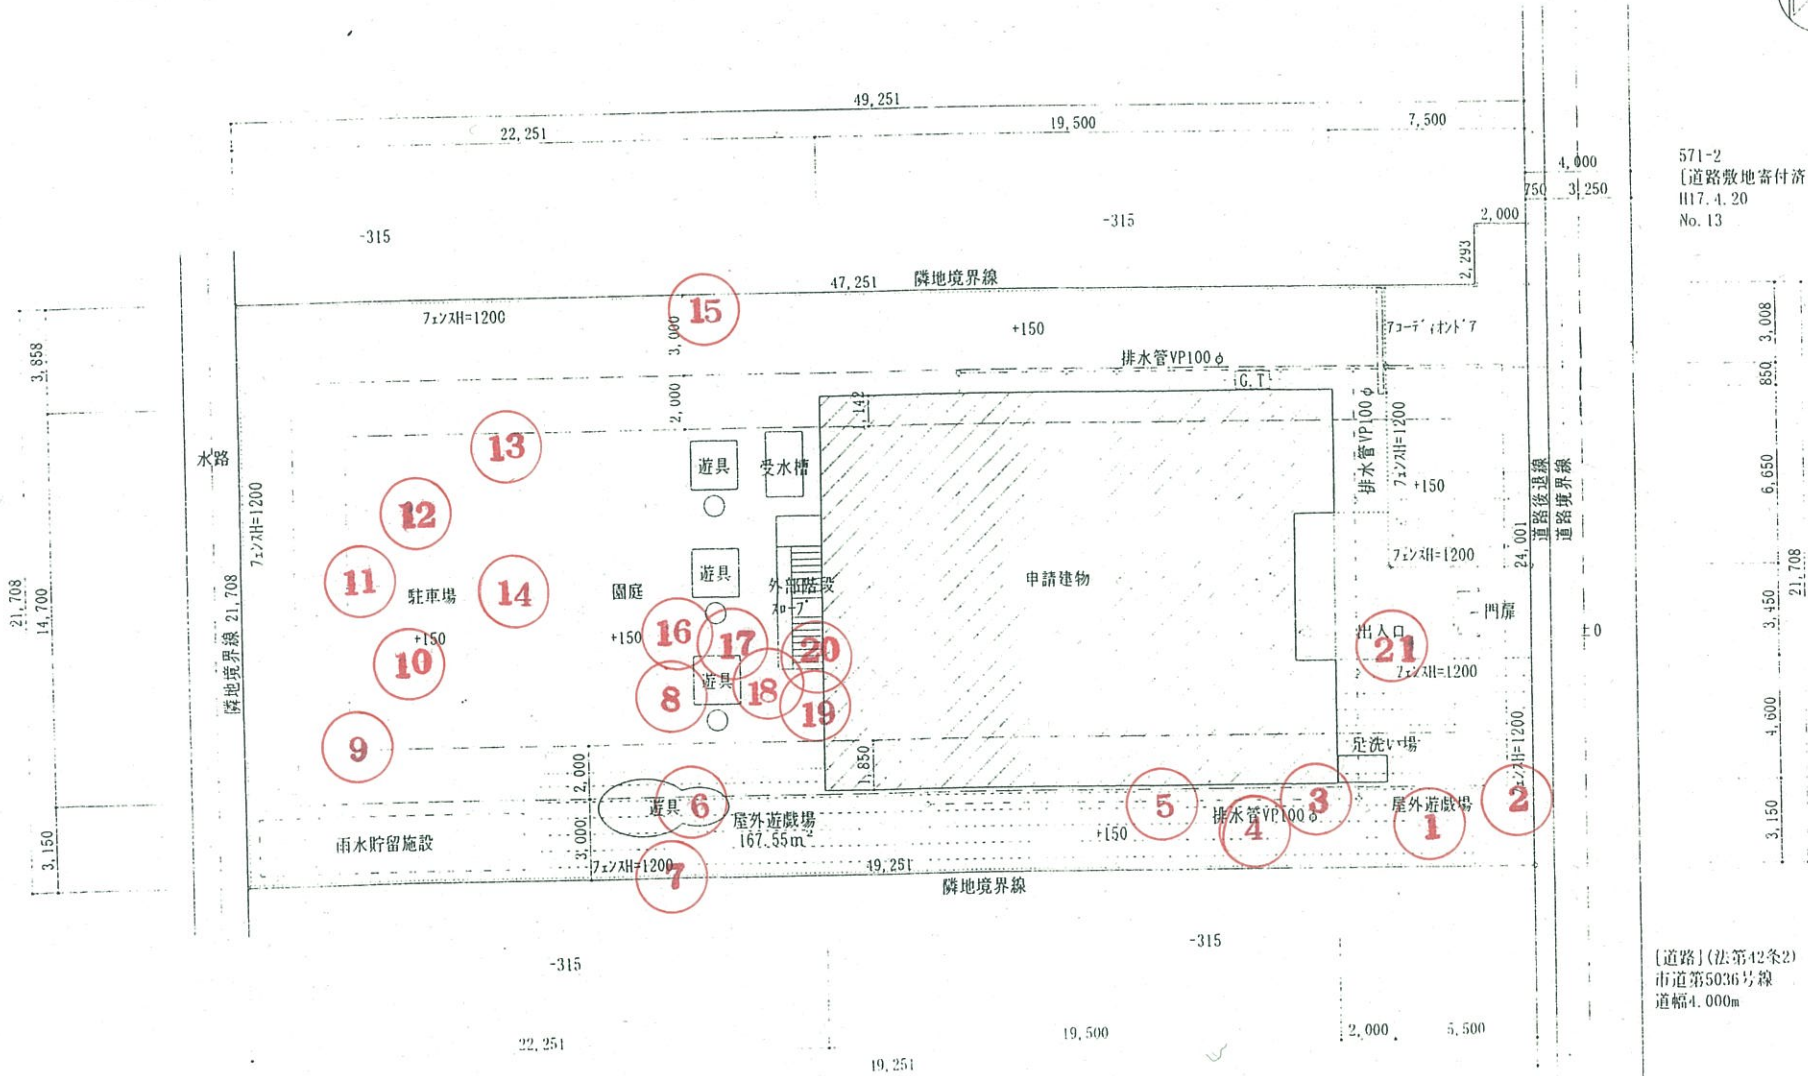 49,251
22,251
19,500
7,500
4,000
750
3,250
571-2
[道路敷地寄付済
H17.4.20
No.13
-315
-315
2,000
2,293
47,251
隣地境界線
15
フェンスH=1200
3,000
+150
アコーディオンドア
3,008
3,858
排水管VP100φ
G.T
850
2,000
1,142
排水管VP100φ
フェンスH=1200
13
水路
遊具
受水槽
道路後退線
道路境界線
6,650
フェンスH=1200
+150
12
24,001
フェンスH=1200
11
14
駐車場
園庭
遊具
外部階段
スロープ
申請建物
門扉
21,708
14,700
隣地境界線 21,708
+150
+150
16
17
20
出入口
21
±0
3,450
21,708
10
フェンスH=1200
8
遊具
18
19
9
足洗い場
フェンスH=1200
4,600
2,000
1,850
6
遊具
屋外遊戯場
167.55m²
5
3
屋外遊戯場
2
排水管VP100φ
4
1
+150
3,150
雨水貯留施設
3,000
フェンスH=1200
7
49,251
隣地境界線
3,150
-315
-315
[道路](法第42条2)
市道第5036号線
道幅4.000m
22,251
19,500
2,000
5,500
19,251